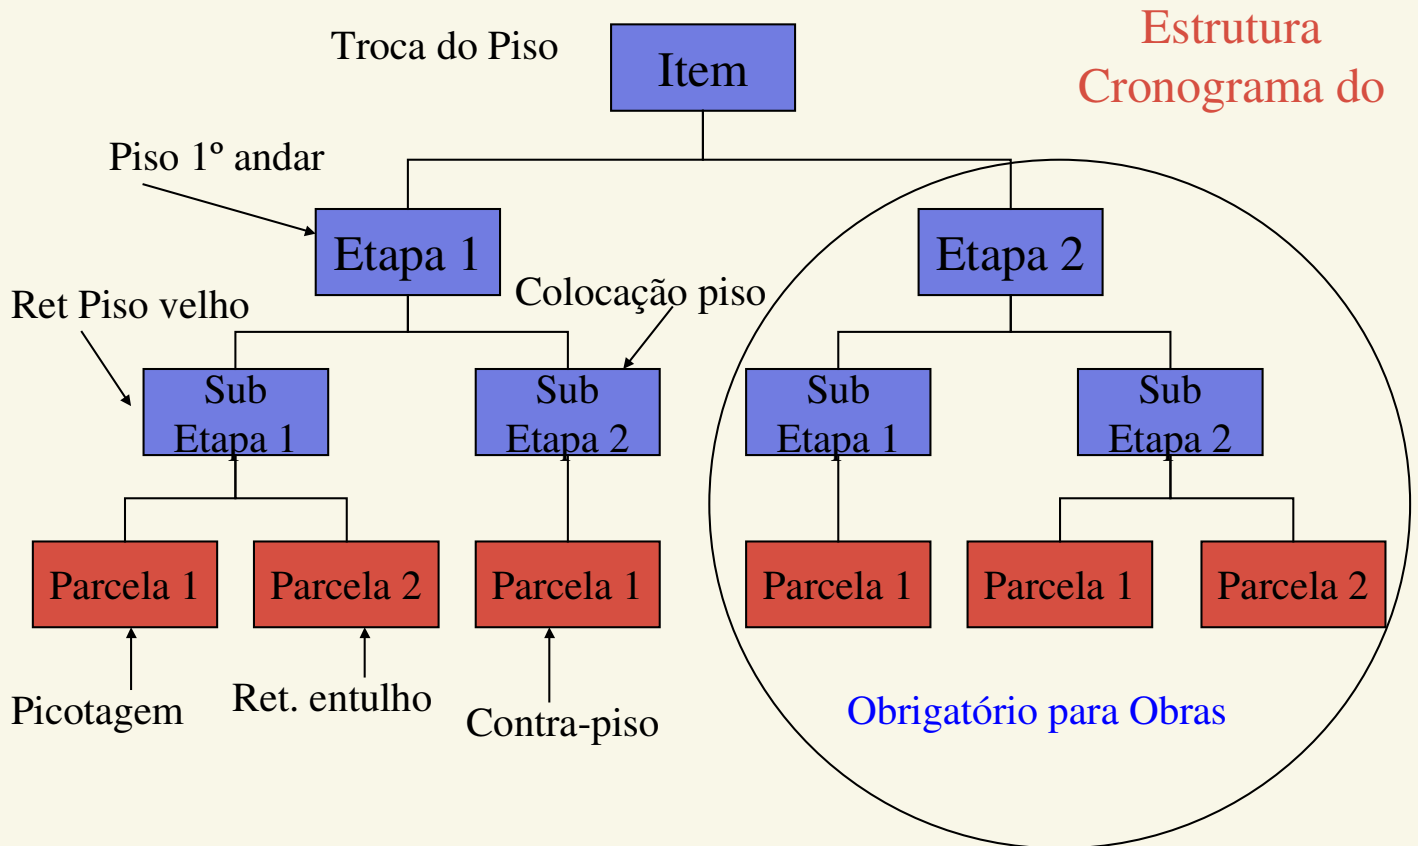 Estrutura
Cronograma do
Troca do Piso
Item
Piso 1º andar
Etapa 1
Etapa 2
Ret Piso velho
Colocação piso
Sub
Etapa 1
Sub
Etapa 2
Sub
Etapa 1
Sub
Etapa 2
Parcela 1
Parcela 2
Parcela 1
Parcela 1
Parcela 1
Parcela 2
Picotagem
Ret. entulho
Contra-piso
Obrigatório para Obras